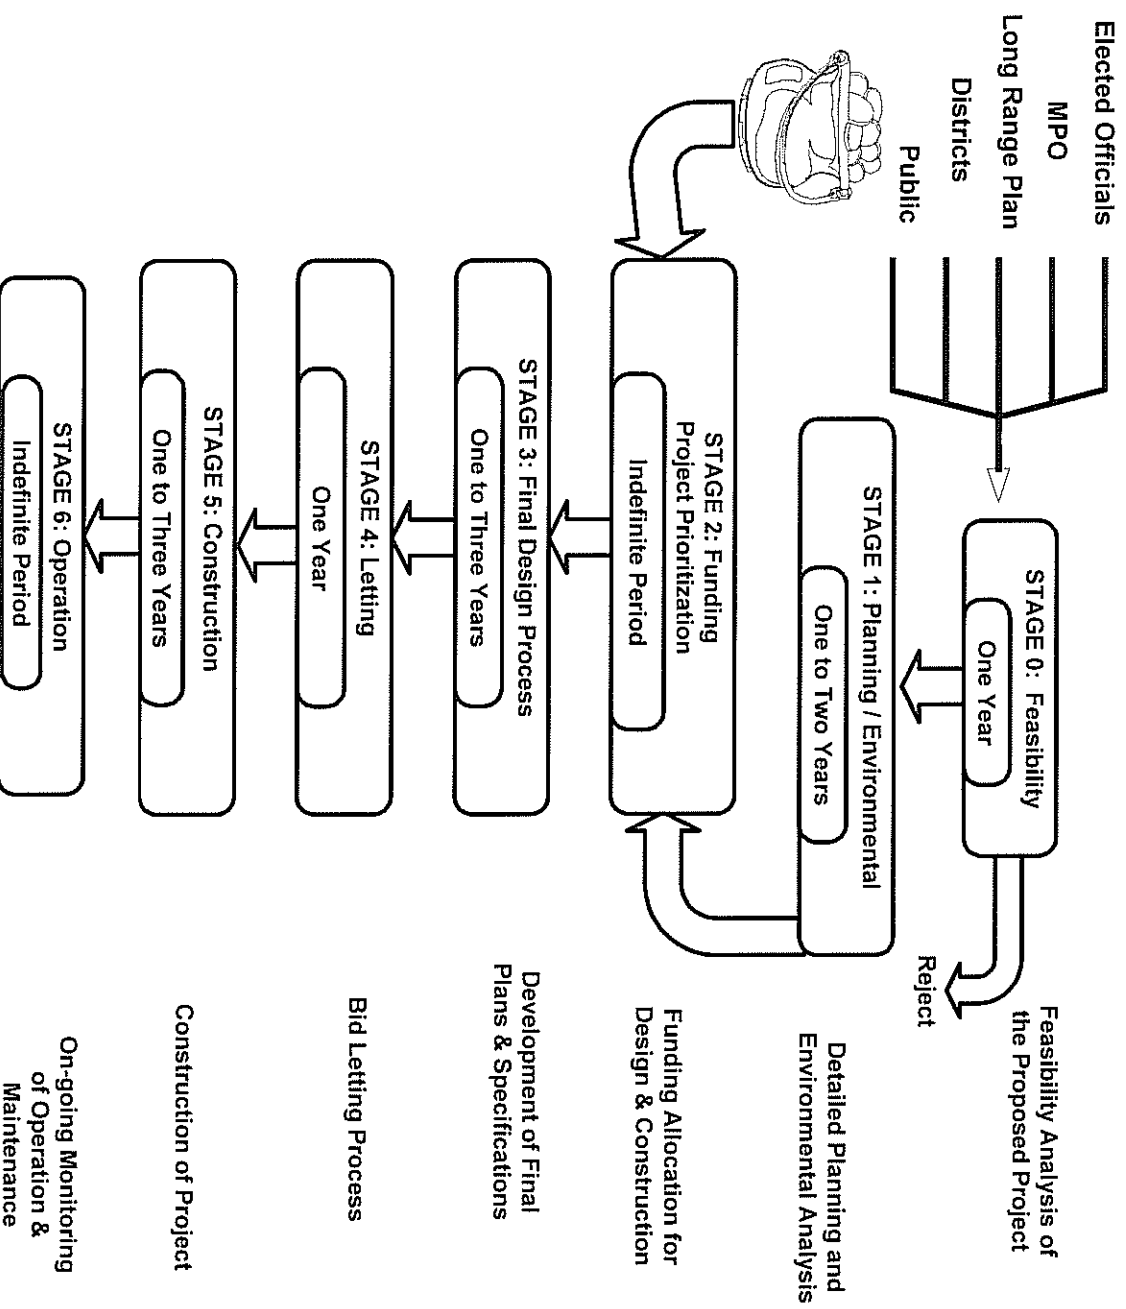 Elected Officials
MPO
Long Range Plan
Districts
Public
STAGE 0:  Feasibility
One Year
Feasibility Analysis of
the Proposed Project
Reject
STAGE 1: Planning / Environmental
One to Two Years
Detailed Planning and
Environmental Analysis
STAGE 2: Funding
Project Prioritization
Indefinite Period
Funding Allocation for
Design & Construction
STAGE 3: Final Design Process
One to Three Years
Development of Final
Plans & Specifications
STAGE 4: Letting
One Year
Bid Letting Process
STAGE 5: Construction
One to Three Years
Construction of Project
STAGE 6: Operation
Indefinite Period
On-going Monitoring
of Operation &
Maintenance